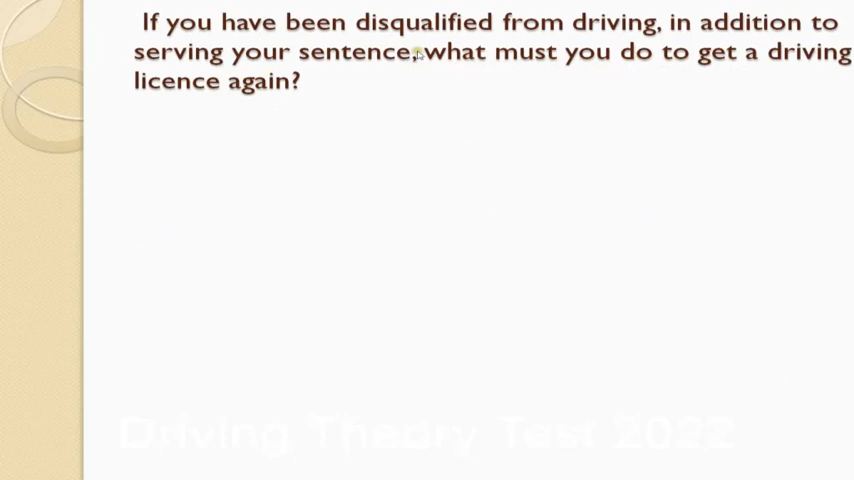 If you have been disqualified from driving, in addition to
serving your sentence, what must you do to get a driving
licence again?
Driving Theory Test 2022